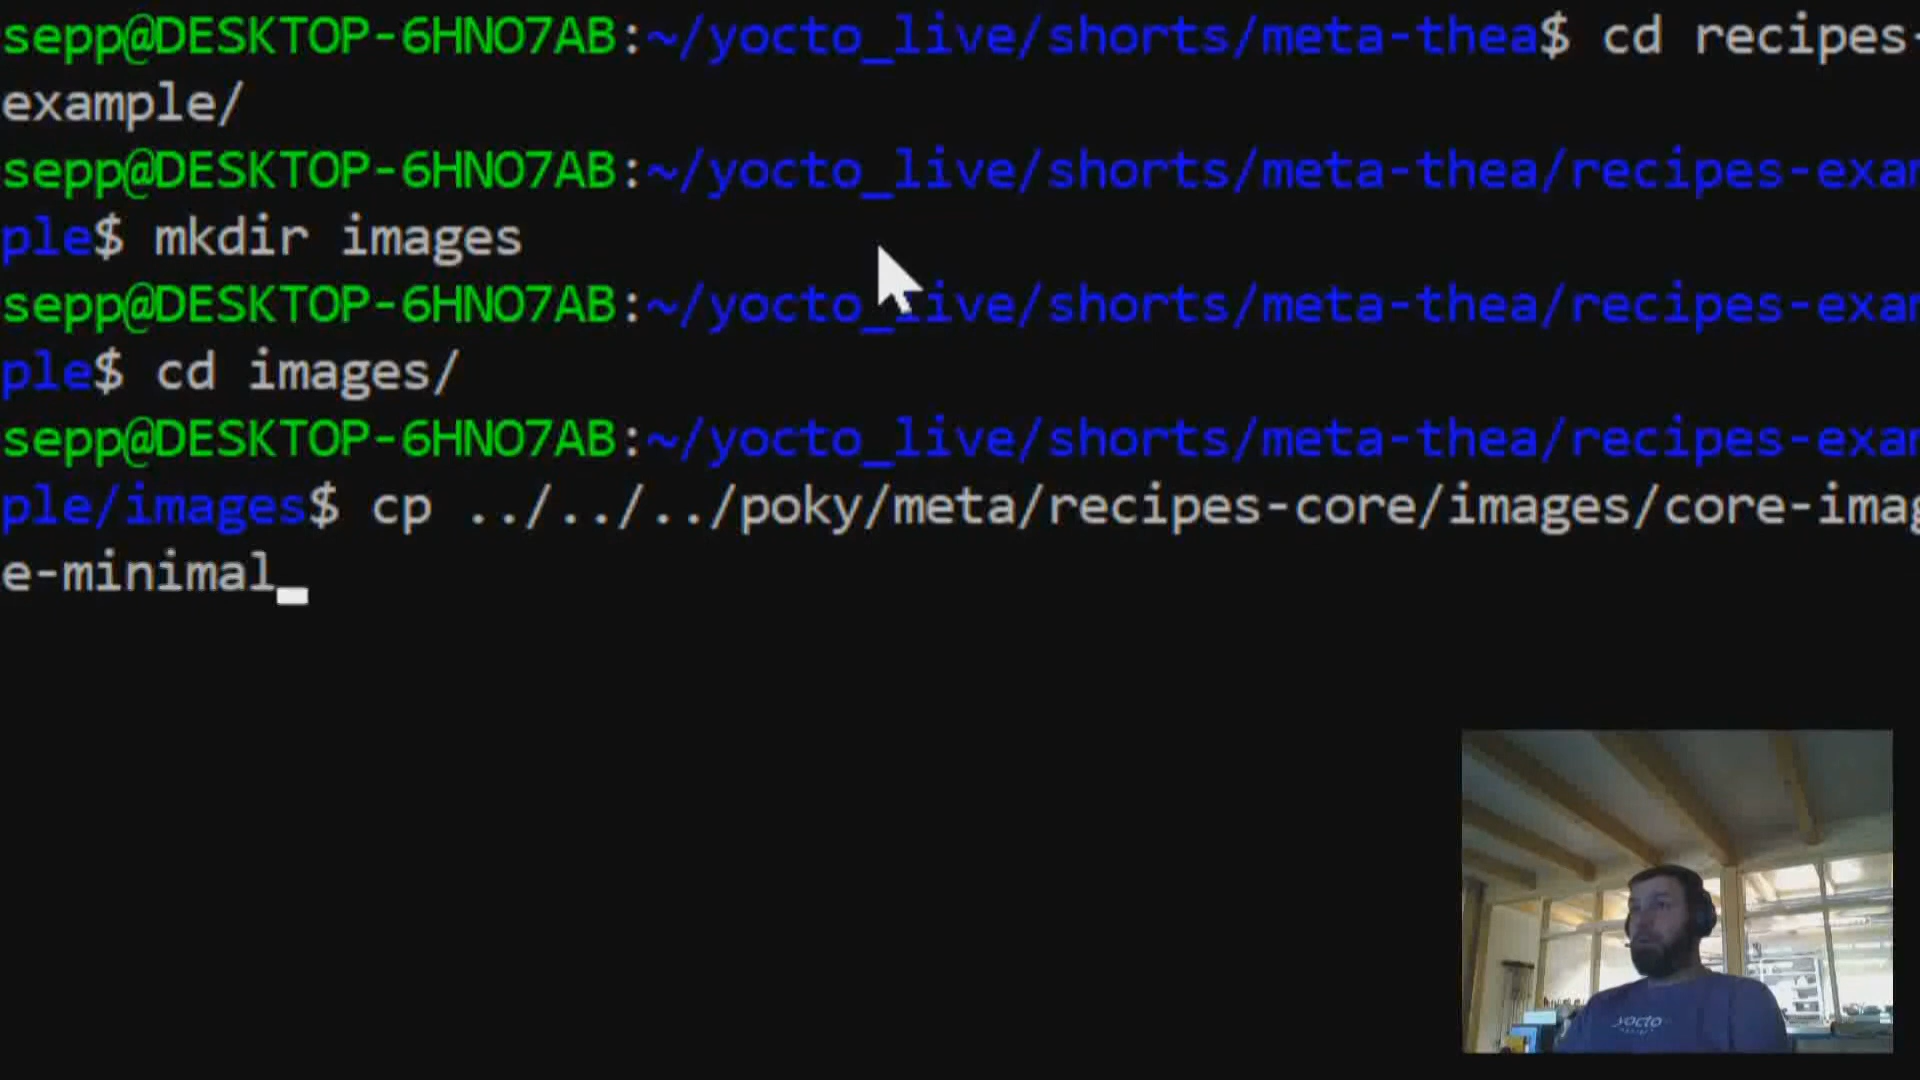 sepp@DESKTOP-6HNO7AB:~/yocto_live/shorts/meta-thea$ cd recipes-
example/
sepp@DESKTOP-6HNO7AB:~/yocto_live/shorts/meta-thea/recipes-exam
ple$ mkdir images
sepp@DESKTOP-6HNO7AB:~/yocto_live/shorts/meta-thea/recipes-exam
ple$ cd images/
sepp@DESKTOP-6HNO7AB:~/yocto_live/shorts/meta-thea/recipes-exam
ple/images$ cp ../../../poky/meta/recipes-core/images/core-imag
e-minimal
yocto